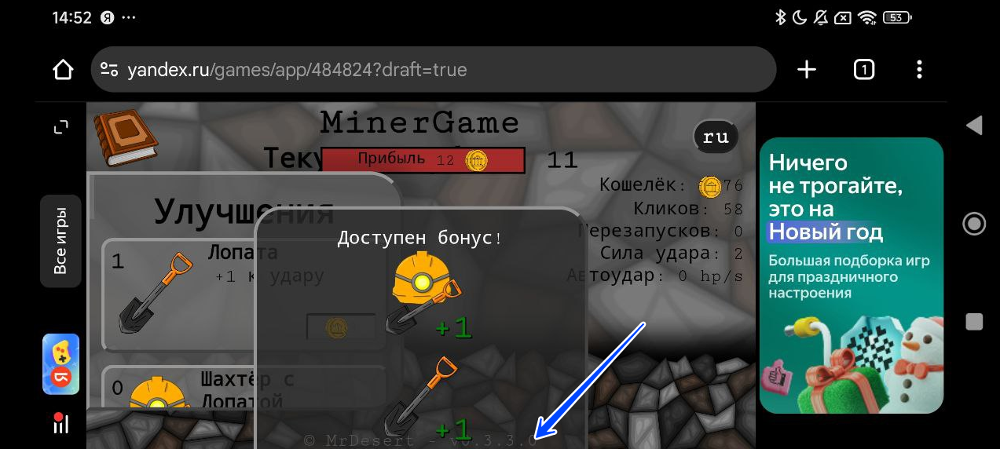 14:52
53
yandex.ru/games/app/484824?draft=true
1
MinerGame
ru
Прибыль 12
11
Кошелёк: 76
Кликов: 58
Перезапусков: 0
Сила удара: 2
Автоудар: 0 hp/s
Улучшения
1
Лопата
+1 к удару
0
Шахтёр с
Лопатой
Доступен бонус!
+1
+1
© MrDesert - v0.3.3.0
Все игры
Ничего
не трогайте,
это на
Новый год
Большая подборка игр
для праздничного
настроения